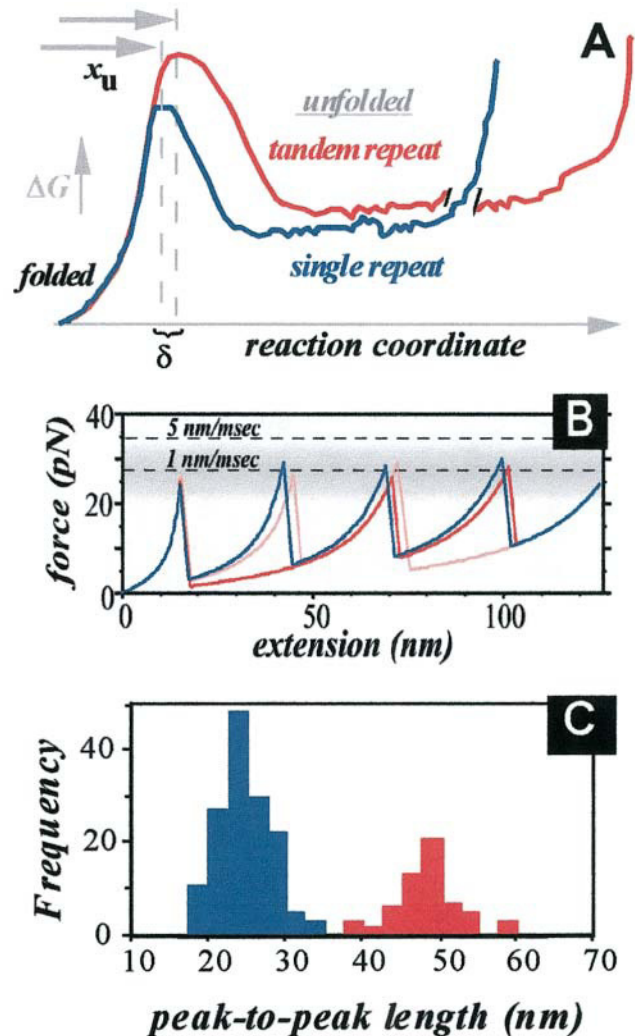 A
x_u
unfolded
tandem repeat
ΔG
single repeat
folded
δ
reaction coordinate
B
40
5 nm/msec
1 nm/msec
20
0
force (pN)
0 50 100
extension (nm)
C
40
20
0
Frequency
10 20 30 40 50 60 70
peak-to-peak length (nm)